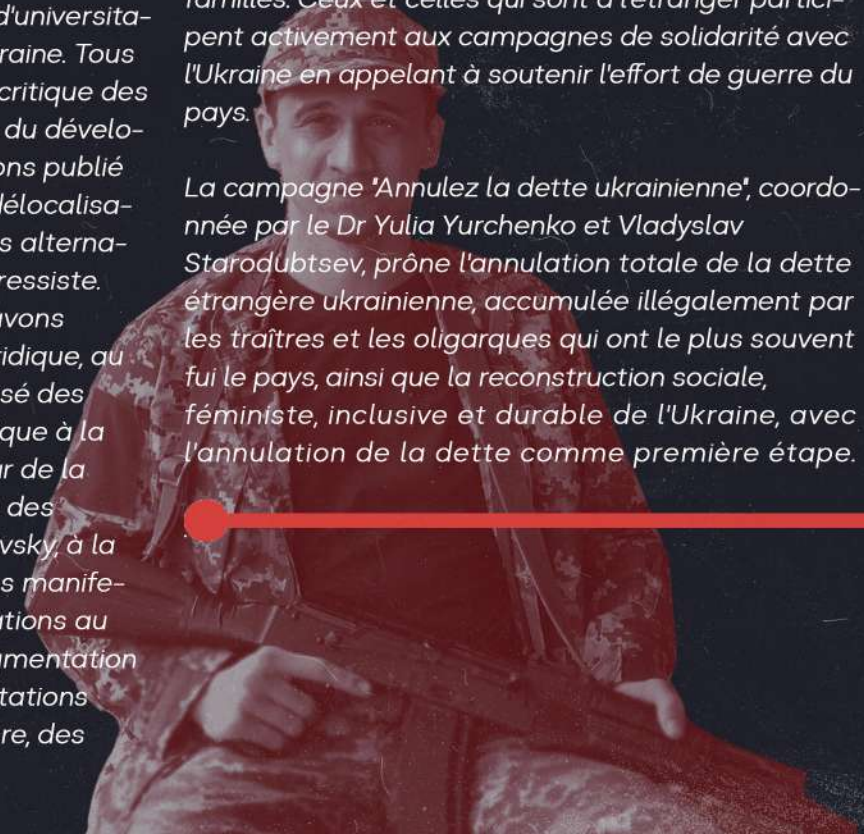 d'universita-
raine. Tous
critique des
du dévelo-
ons publié
délocalisa-
s alterna-
ressiste.
avons
ridique, au
sé des
que à la
ar de la
des
vsky, à la
s manife-
ations au
umentation
tations
re, des
familles. Ceux et celles qui sont à l'étranger partici-
pent activement aux campagnes de solidarité avec
l'Ukraine en appelant à soutenir l'effort de guerre du
pays.
La campagne "Annulez la dette ukrainienne", coordo-
nnée par le Dr Yulia Yurchenko et Vladyslav
Starodubtsev, prône l'annulation totale de la dette
étrangère ukrainienne, accumulée illégalement par
les traîtres et les oligarques qui ont le plus souvent
fui le pays, ainsi que la reconstruction sociale,
féministe, inclusive et durable de l'Ukraine, avec
l'annulation de la dette comme première étape.